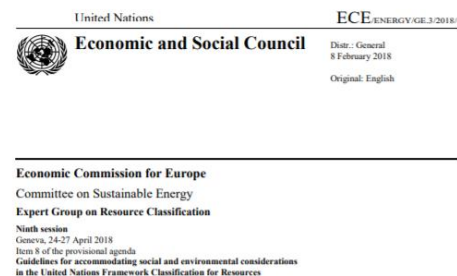 United Nations
ECE/ENERGY/GE.3/2018/
Economic and Social Council
Distr.: General
8 February 2018
Original: English
Economic Commission for Europe
Committee on Sustainable Energy
Expert Group on Resource Classification
Ninth session
Geneva, 24-27 April 2018
Item 8 of the provisional agenda
Guidelines for accommodating social and environmental considerations
in the United Nations Framework Classification for Resources